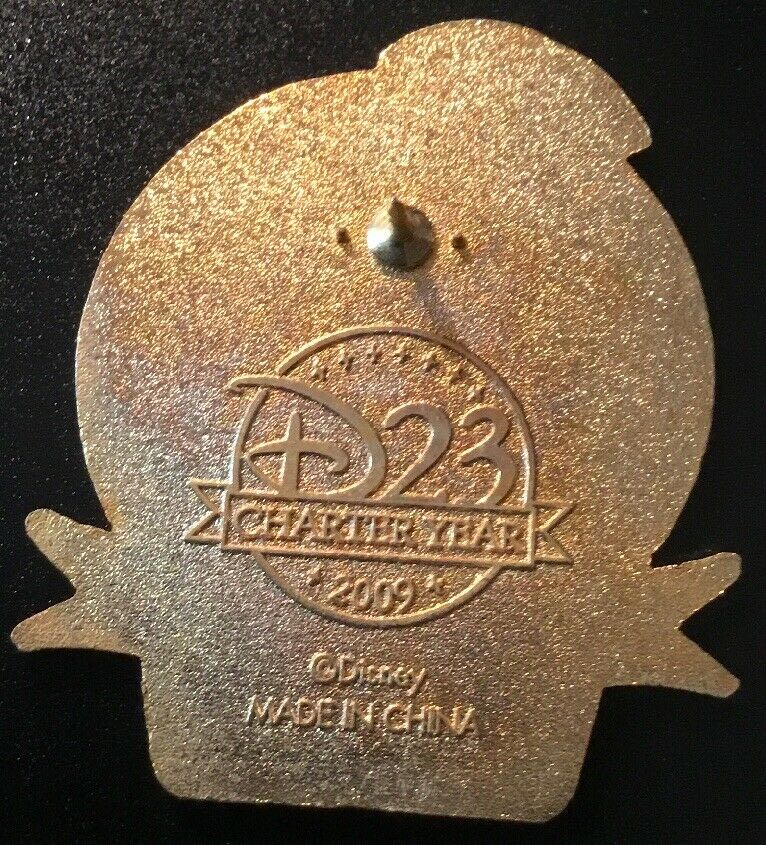 D23
CHARTER YEAR
2009
©Disney
MADE IN CHINA